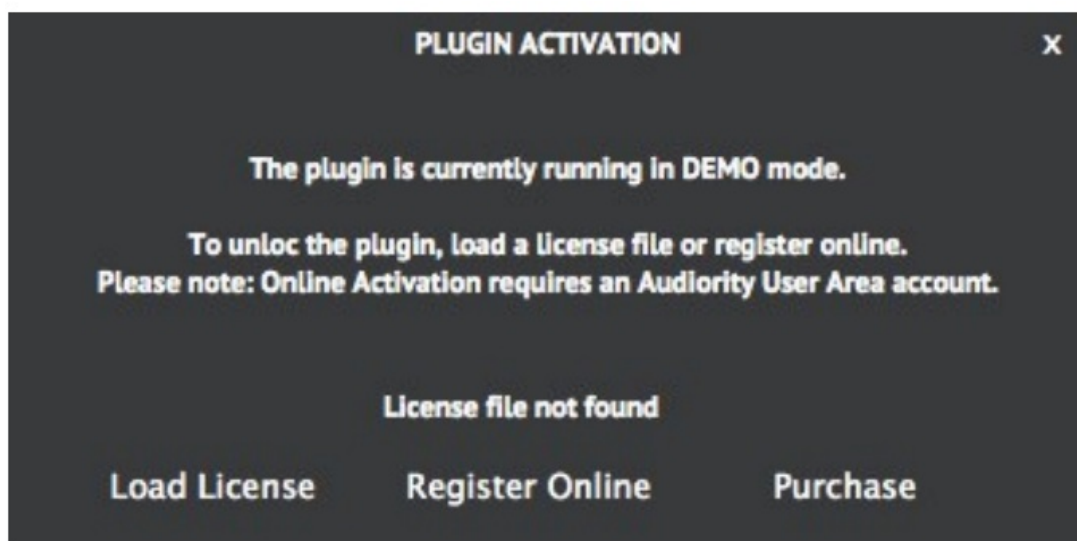 PLUGIN ACTIVATION X
The plugin is currently running in DEMO mode.
To unloc the plugin, load a license file or register online.
Please note: Online Activation requires an Audiority User Area account.
License file not found
Load License Register Online Purchase